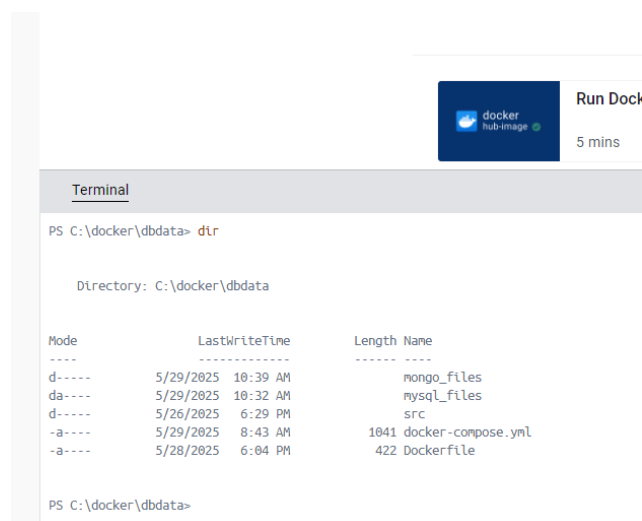 docker
hub-image
Run Dock
5 mins
Terminal
PS C:\docker\dbdata> dir
Directory: C:\docker\dbdata
Mode LastWriteTime Length Name
---- ------------- ------ ----
d----- 5/29/2025 10:39 AM mongo_files
da---- 5/29/2025 10:32 AM mysql_files
d----- 5/26/2025 6:29 PM src
-a---- 5/29/2025 8:43 AM 1041 docker-compose.yml
-a---- 5/28/2025 6:04 PM 422 Dockerfile
PS C:\docker\dbdata>